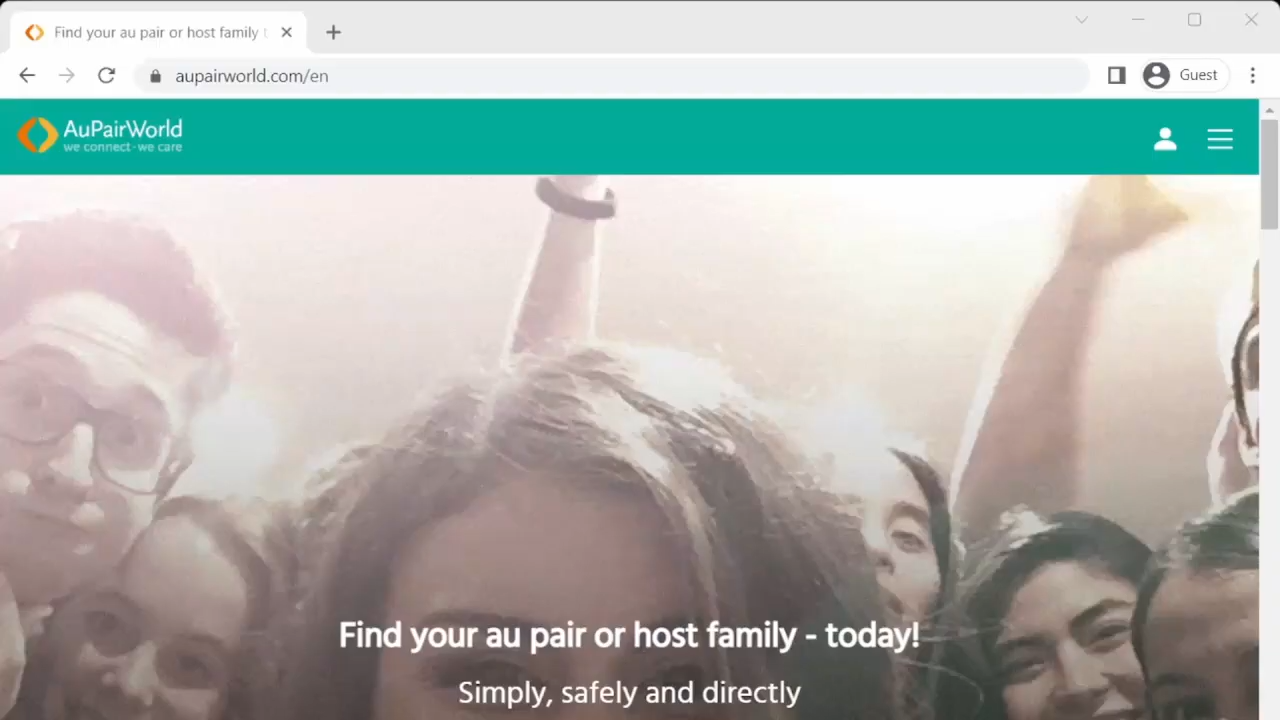 Find your au pair or host family t
aupairworld.com/en
Guest
AuPairWorld
we connect·we care
Find your au pair or host family - today!
Simply, safely and directly